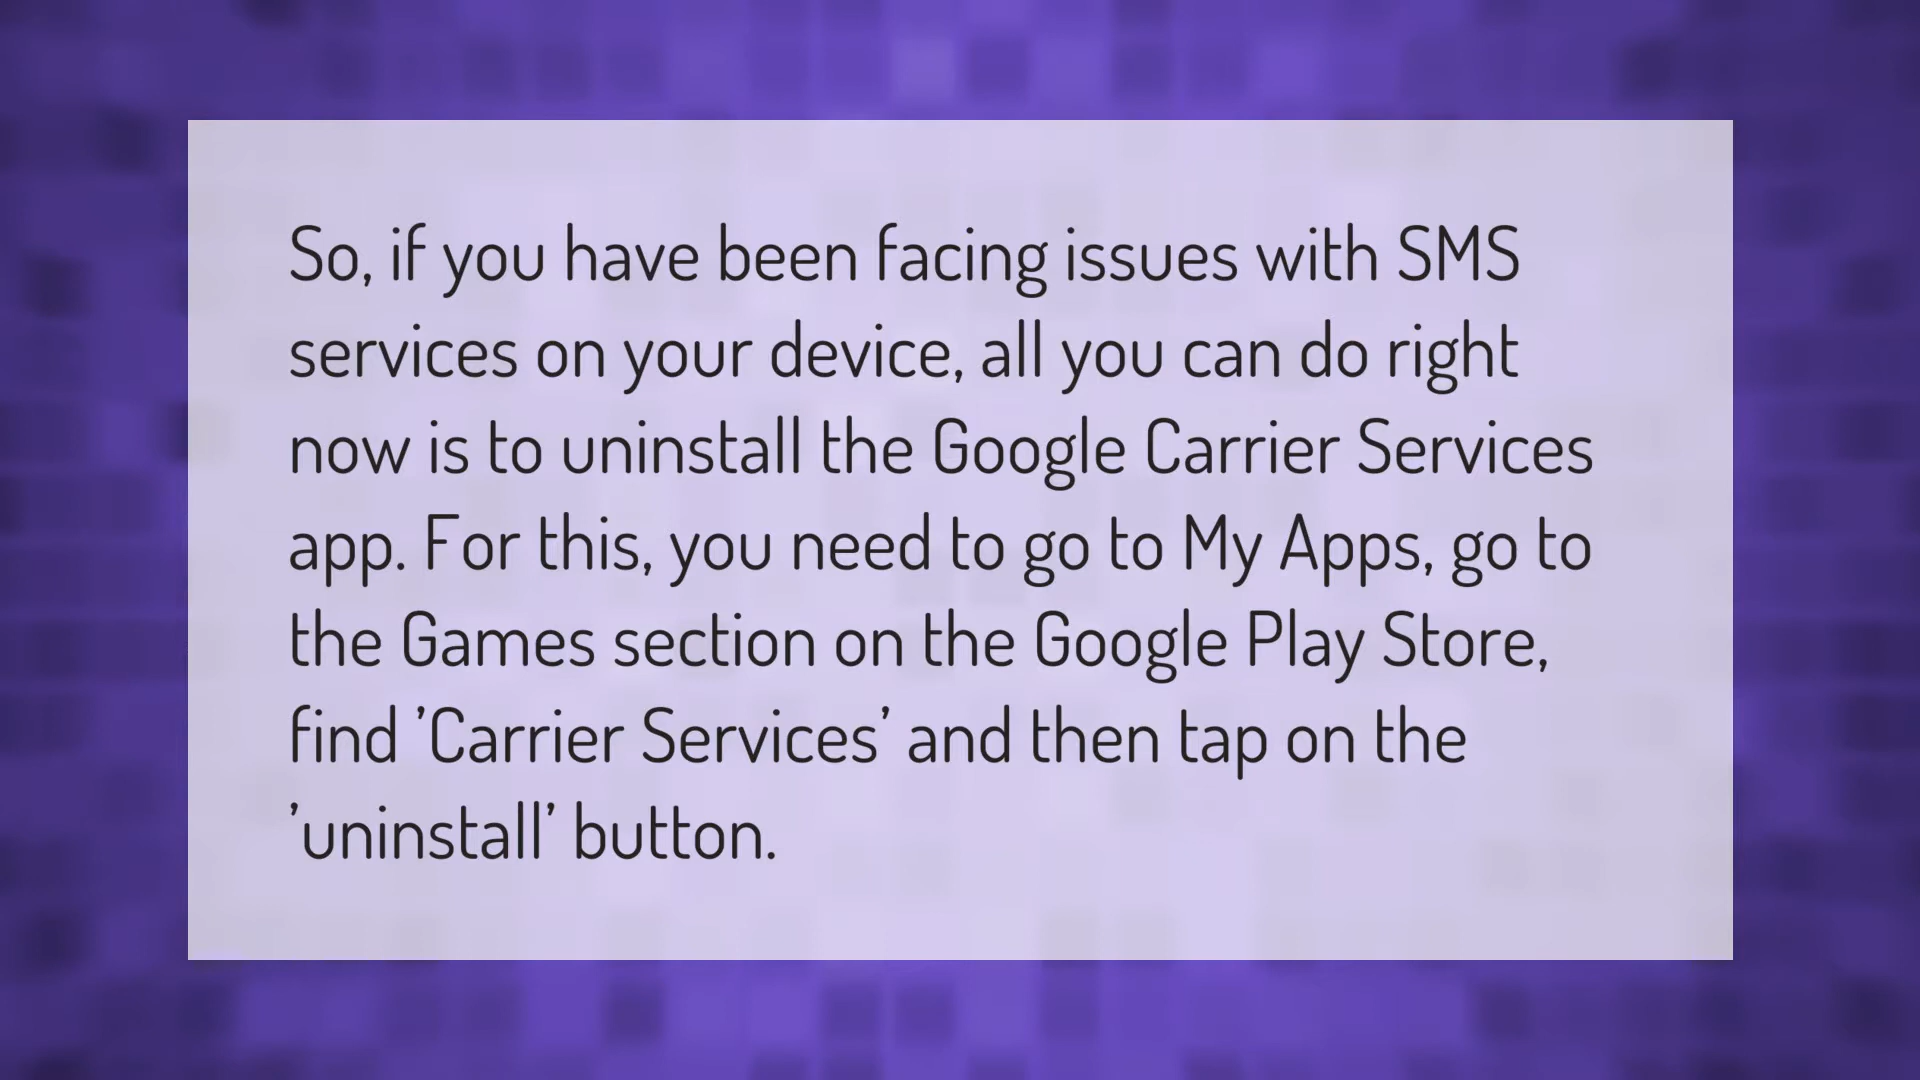 So, if you have been facing issues with SMS
services on your device, all you can do right
now is to uninstall the Google Carrier Services
app. For this, you need to go to My Apps, go to
the Games section on the Google Play Store,
find ’Carrier Services’ and then tap on the
’uninstall’ button.